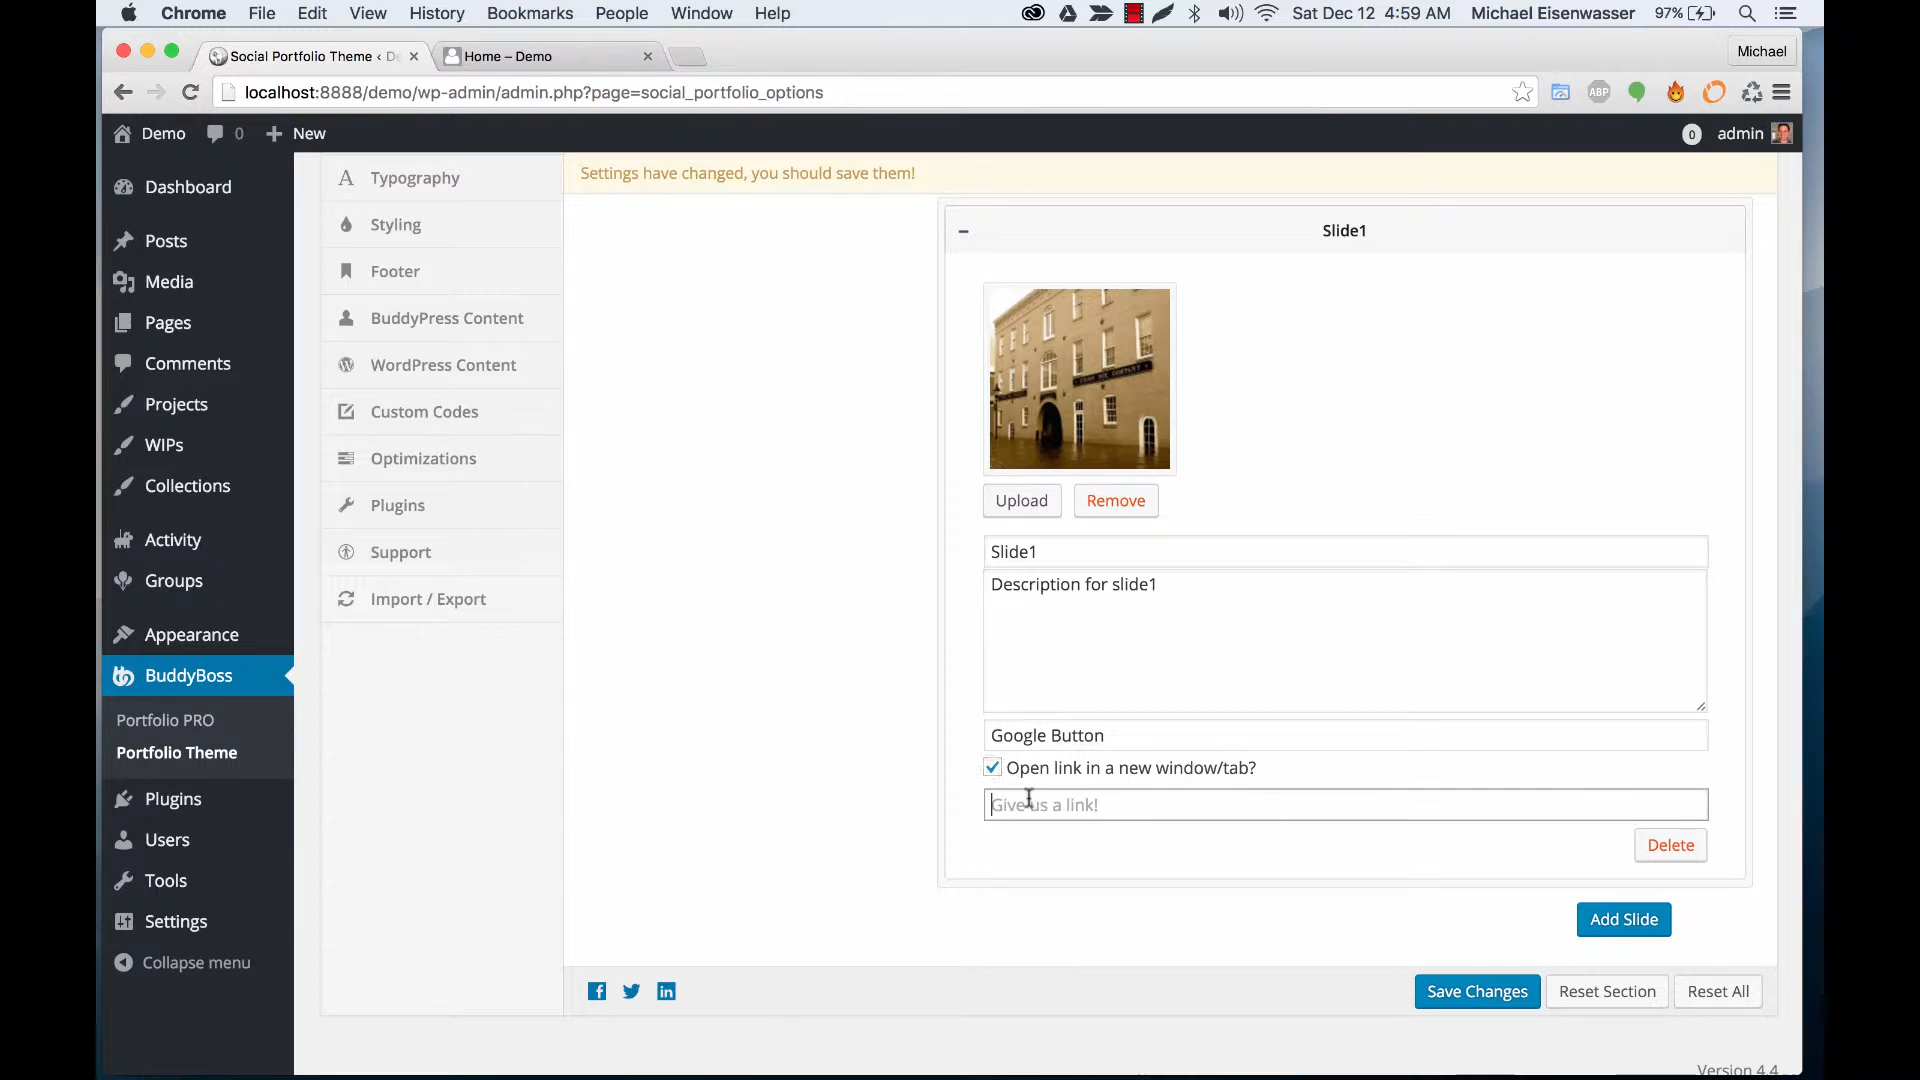 Chrome File Edit View History Bookmarks People Window Help Sat Dec 12 4:59 AM Michael Eisenwasser 97%
Social Portfolio Theme ‹ De
Home – Demo
Michael
localhost:8888/demo/wp-admin/admin.php?page=social_portfolio_options
ABP
Demo 0 New 0 admin
Dashboard
Posts
Media
Pages
Comments
Projects
WIPs
Collections
Activity
Groups
Appearance
BuddyBoss
Portfolio PRO
Portfolio Theme
Plugins
Users
Tools
Settings
Collapse menu
Typography
Styling
Footer
BuddyPress Content
WordPress Content
Custom Codes
Optimizations
Plugins
Support
Import / Export
Settings have changed, you should save them!
Slide1
Upload Remove
Slide1
Description for slide1
Google Button
Open link in a new window/tab?
Give us a link!
Delete
Add Slide
Save Changes Reset Section Reset All
Version 4.4